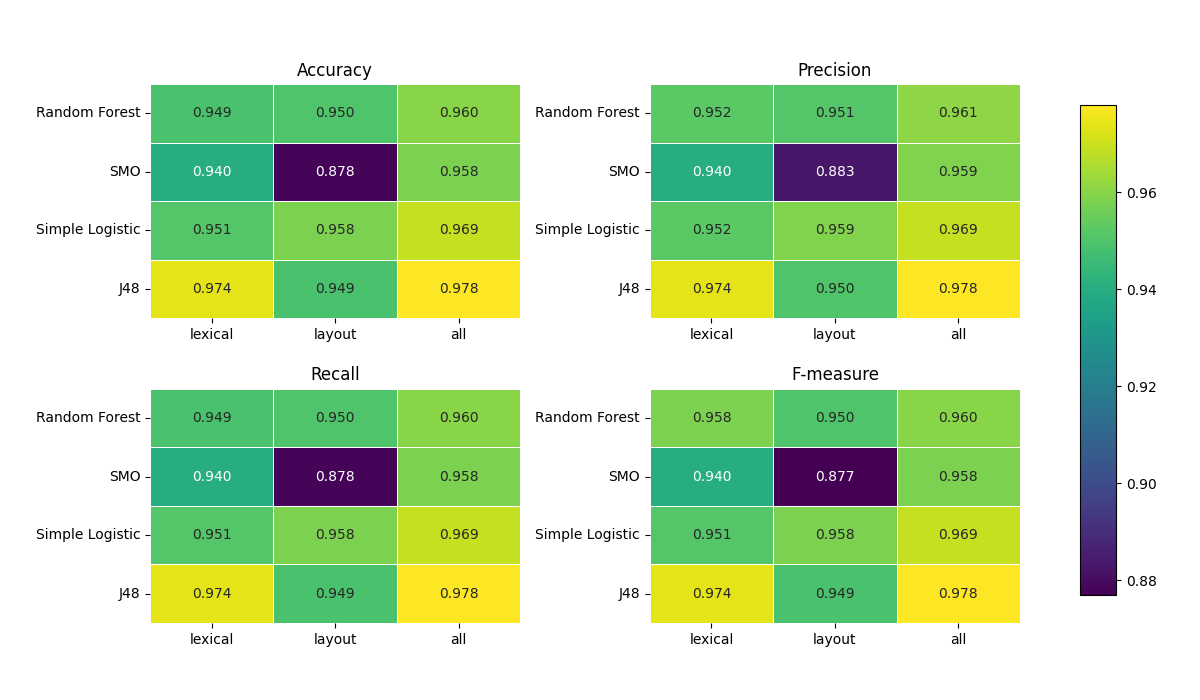 Accuracy
Random Forest 0.949 0.950 0.960
SMO 0.940 0.878 0.958
Simple Logistic 0.951 0.958 0.969
J48 0.974 0.949 0.978
lexical layout all
Precision
Random Forest 0.952 0.951 0.961
SMO 0.940 0.883 0.959
Simple Logistic 0.952 0.959 0.969
J48 0.974 0.950 0.978
lexical layout all
Recall
Random Forest 0.949 0.950 0.960
SMO 0.940 0.878 0.958
Simple Logistic 0.951 0.958 0.969
J48 0.974 0.949 0.978
lexical layout all
F-measure
Random Forest 0.958 0.950 0.960
SMO 0.940 0.877 0.958
Simple Logistic 0.951 0.958 0.969
J48 0.974 0.949 0.978
lexical layout all
0.96
0.94
0.92
0.90
0.88